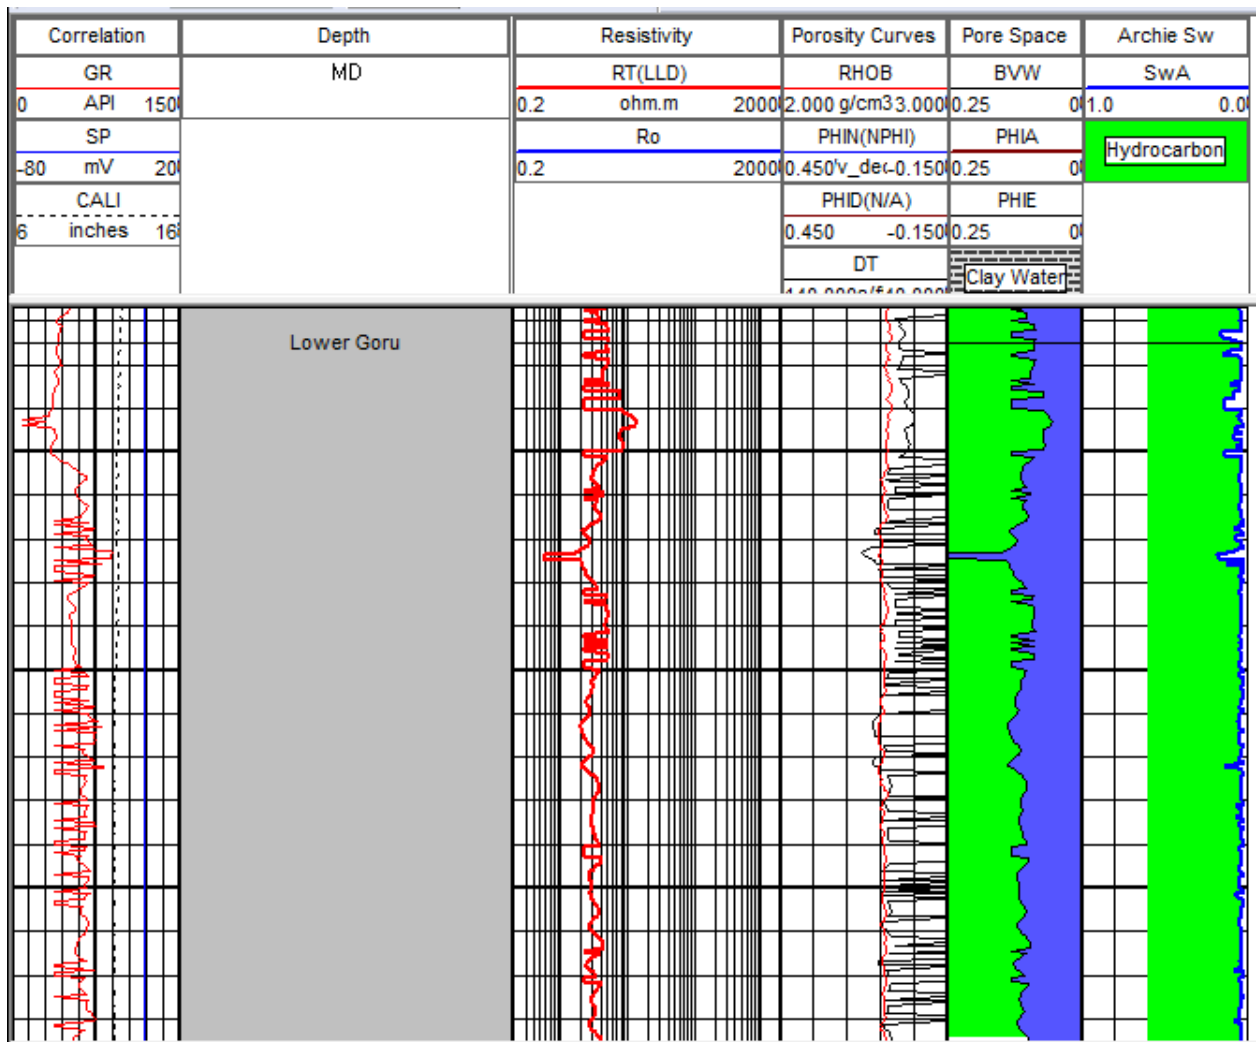 Correlation Depth Resistivity Porosity Curves Pore Space Archie Sw
GR MD RT(LLD) RHOB BVW SwA
0 API 150 0.2 ohm.m 2000 2.000 g/cm3 3.000 0.25 0 1.0 0.0
SP Ro PHIN(NPHI) PHIA Hydrocarbon
-80 mV 20 0.2 2000 0.450 -0.150 0.25 0
CALI PHID(N/A) PHIE
6 inches 16 0.450 -0.150 0.25 0
DT Clay Water
Lower Goru